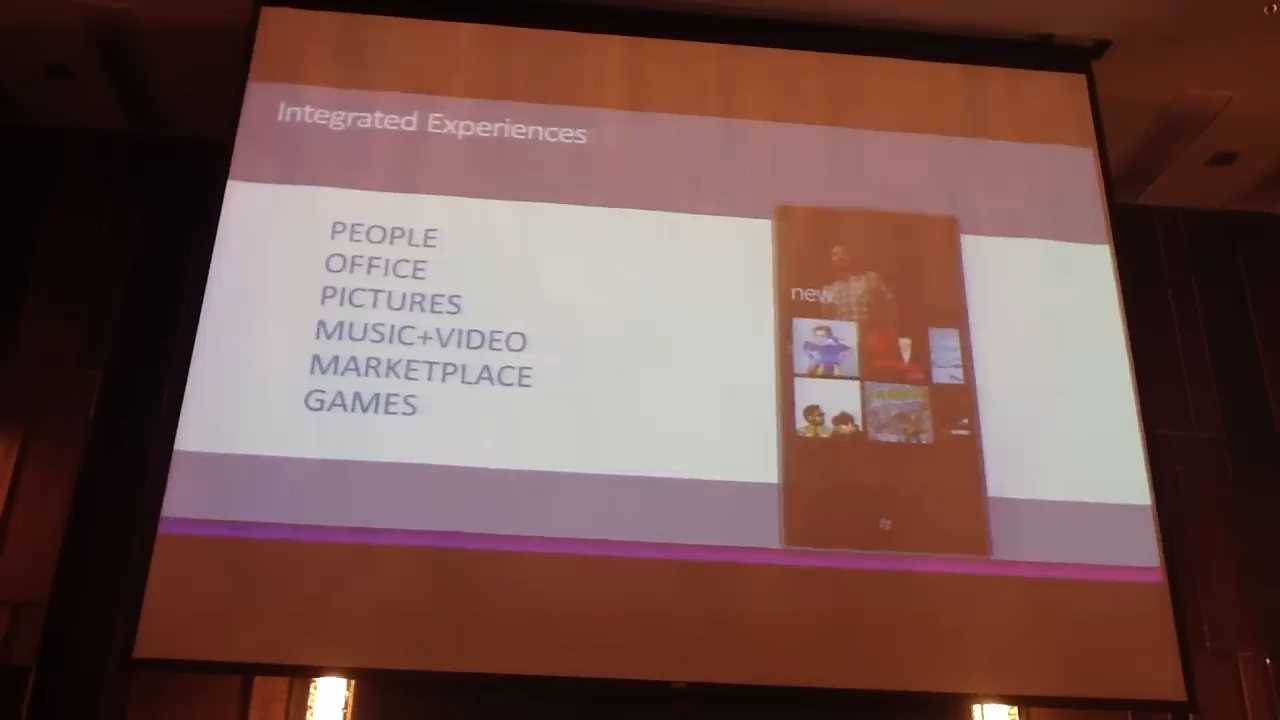 Integrated Experiences
PEOPLE
OFFICE
PICTURES
MUSIC+VIDEO
MARKETPLACE
GAMES
new